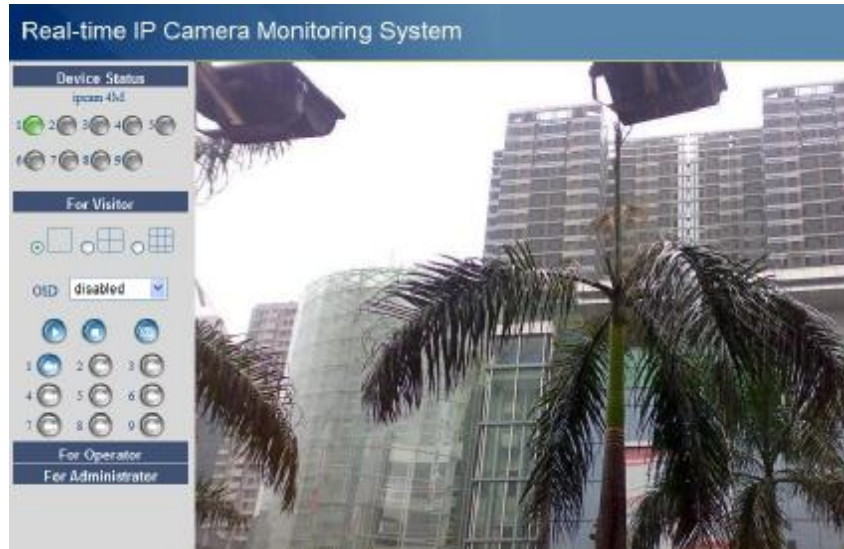 Real-time IP Camera Monitoring System
Device Status
ipcam 4M
1 2 3 4 5
6 7 8 9
For Visitor
OSD disabled
1 2 3
4 5 6
7 8 9
For Operator
For Administrator